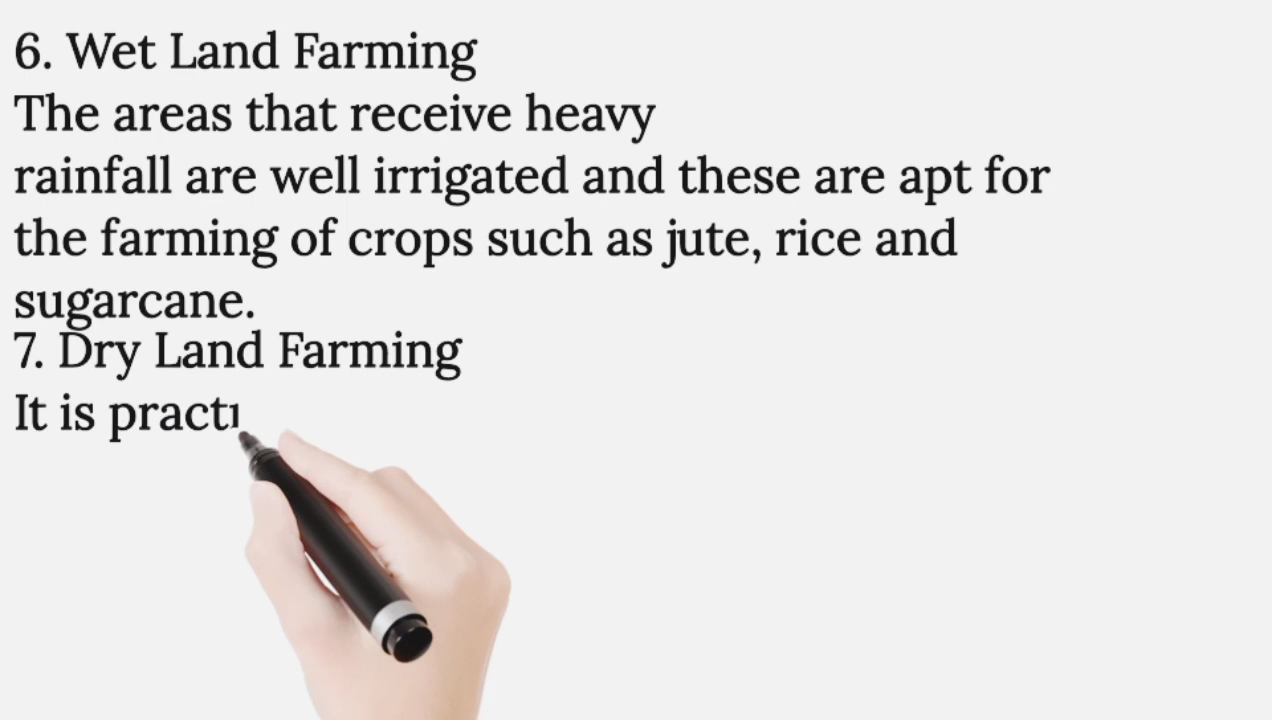 6. Wet Land Farming
The areas that receive heavy
rainfall are well irrigated and these are apt for
the farming of crops such as jute, rice and
sugarcane.
7. Dry Land Farming
It is practi